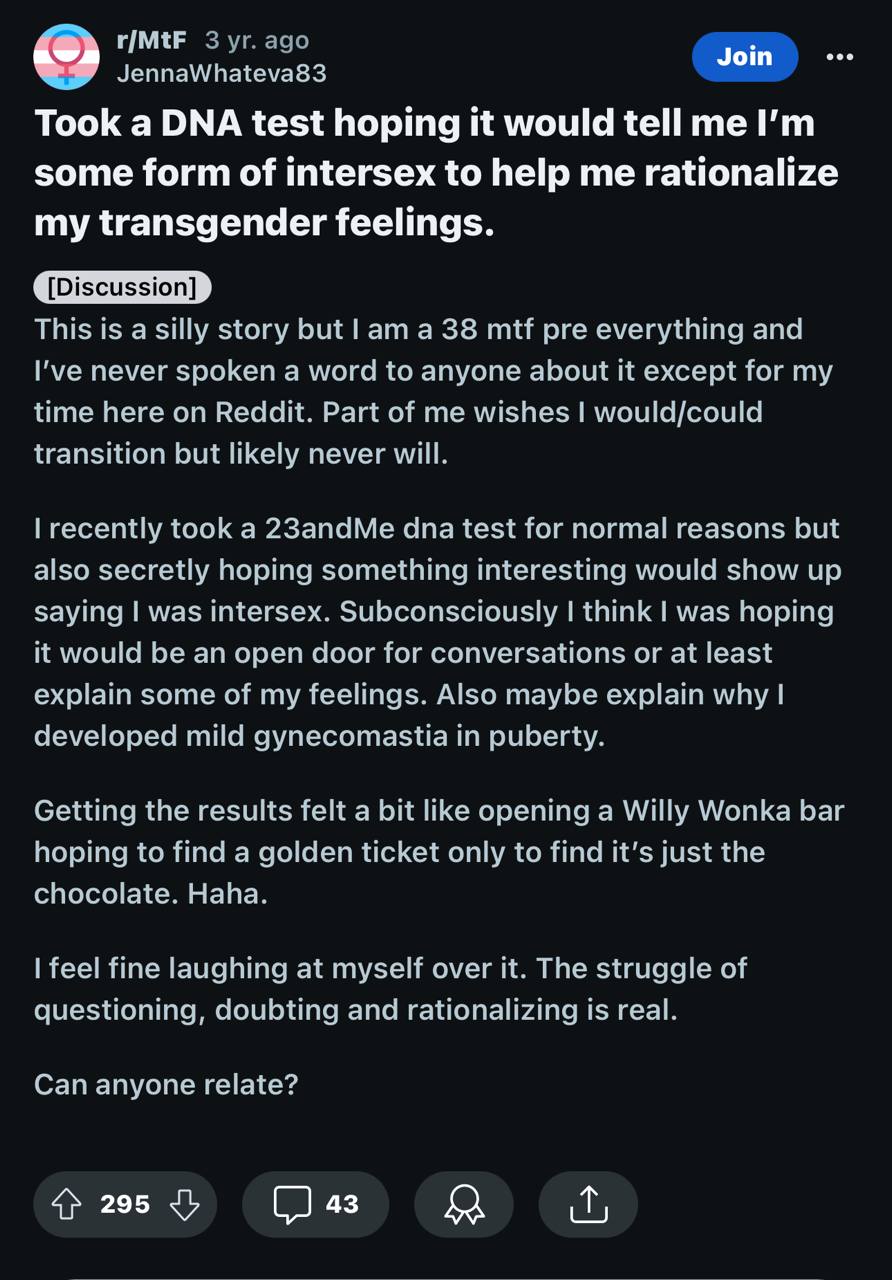 r/MtF 3 yr. ago
JennaWhateva83
Join
Took a DNA test hoping it would tell me I’m
some form of intersex to help me rationalize
my transgender feelings.
[Discussion]
This is a silly story but I am a 38 mtf pre everything and
I’ve never spoken a word to anyone about it except for my
time here on Reddit. Part of me wishes I would/could
transition but likely never will.
I recently took a 23andMe dna test for normal reasons but
also secretly hoping something interesting would show up
saying I was intersex. Subconsciously I think I was hoping
it would be an open door for conversations or at least
explain some of my feelings. Also maybe explain why I
developed mild gynecomastia in puberty.
Getting the results felt a bit like opening a Willy Wonka bar
hoping to find a golden ticket only to find it’s just the
chocolate. Haha.
I feel fine laughing at myself over it. The struggle of
questioning, doubting and rationalizing is real.
Can anyone relate?
295
43